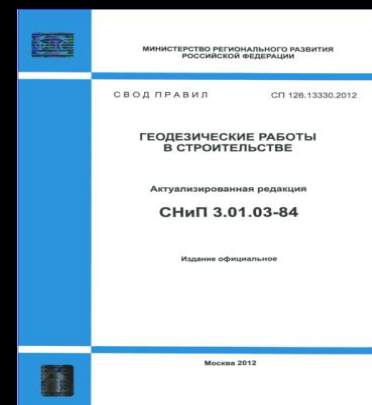 МИНИСТЕРСТВО РЕГИОНАЛЬНОГО РАЗВИТИЯ
РОССИЙСКОЙ ФЕДЕРАЦИИ
СВОД ПРАВИЛ СП 126.13330.2012
ГЕОДЕЗИЧЕСКИЕ РАБОТЫ
В СТРОИТЕЛЬСТВЕ
Актуализированная редакция
СНиП 3.01.03-84
Издание официальное
Москва 2012